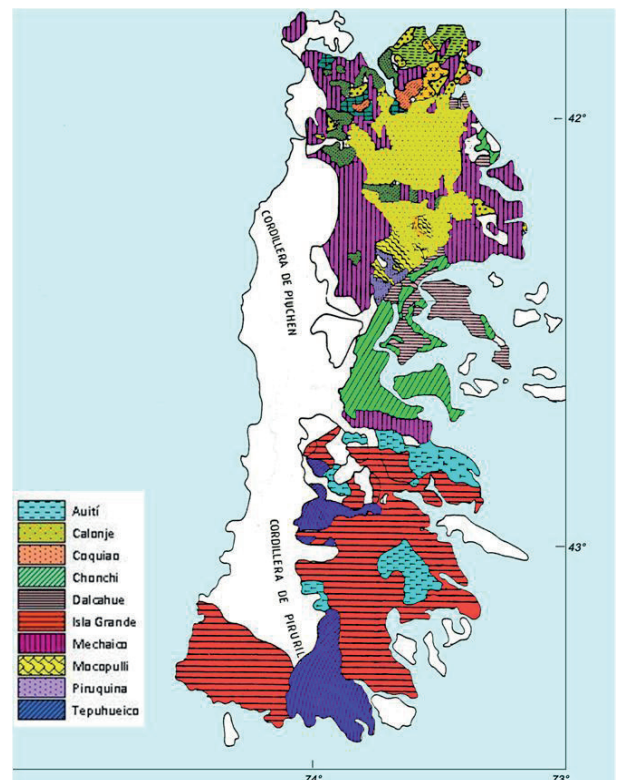 42°
CORDILLERA DE PIUCHEN
43°
CORDILLERA DE PIRURIL
Auití
Calonje
Coquiao
Chonchi
Dalcahue
Isla Grande
Mechaico
Mocopulli
Piruquina
Tepuhueico
74°
73°